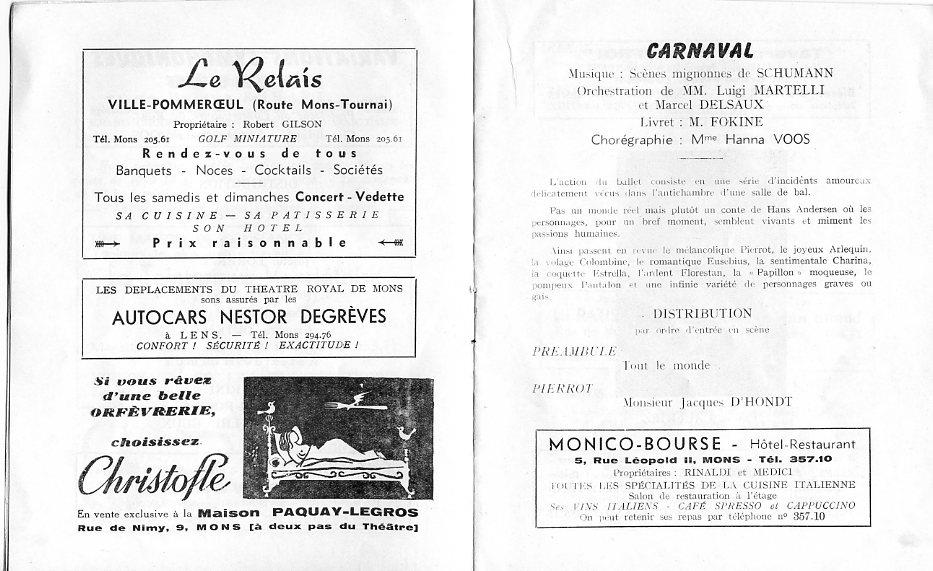 Le Relais
VILLE-POMMERŒUL (Route Mons-Tournai)
Propriétaire : Robert GILSON
Tél. Mons 205.61 GOLF MINIATURE Tél. Mons 205.61
Rendez-vous de tous
Banquets - Noces - Cocktails - Sociétés
Tous les samedis et dimanches Concert - Vedette
SA CUISINE — SA PATISSERIE
SON HOTEL
Prix raisonnable
LES DEPLACEMENTS DU THEATRE ROYAL DE MONS
sont assurés par les
AUTOCARS NESTOR DEGRÈVES
à LENS. — Tél. Mons 294.76
CONFORT ! SÉCURITÉ ! EXACTITUDE !
Si vous rêvez
d'une belle
ORFÈVRERIE,
choisissez
Christofle
En vente exclusive à la Maison PAQUAY-LEGROS
Rue de Nimy, 9, MONS [à deux pas du Théâtre]
CARNAVAL
Musique : Scènes mignonnes de SCHUMANN
Orchestration de MM. Luigi MARTELLI
et Marcel DELSAUX
Livret : M. FOKINE
Chorégraphie : Mme Hanna VOOS
L'action du ballet consiste en une série d'incidents amoureux
délicatement vécus dans l'antichambre d'une salle de bal.
Pas un monde réel mais plutôt un conte de Hans Andersen où les
personnages, pour un bref moment, semblent vivants et miment les
passions humaines.
Ainsi passent en revue le mélancolique Pierrot, le joyeux Arlequin,
la volage Colombine, le romantique Eusebius, la sentimentale Charina,
la coquette Estrella, l'ardent Florestan, la « Papillon » moqueuse, le
pompeux Pantalon et une infinie variété de personnages graves ou
gais.
DISTRIBUTION
par ordre d'entrée en scène
PREAMBULE
Tout le monde
PIERROT
Monsieur Jacques D'HONDT
MONICO-BOURSE - Hôtel-Restaurant
5, Rue Léopold II, MONS - Tél. 357.10
Propriétaires : RINALDI et MEDICI
TOUTES LES SPÉCIALITÉS DE LA CUISINE ITALIENNE
Salon de restauration à l'étage
Ses VINS ITALIENS - CAFÉ SPRESSO et CAPPUCCINO
On peut retenir ses repas par téléphone n° 357.10